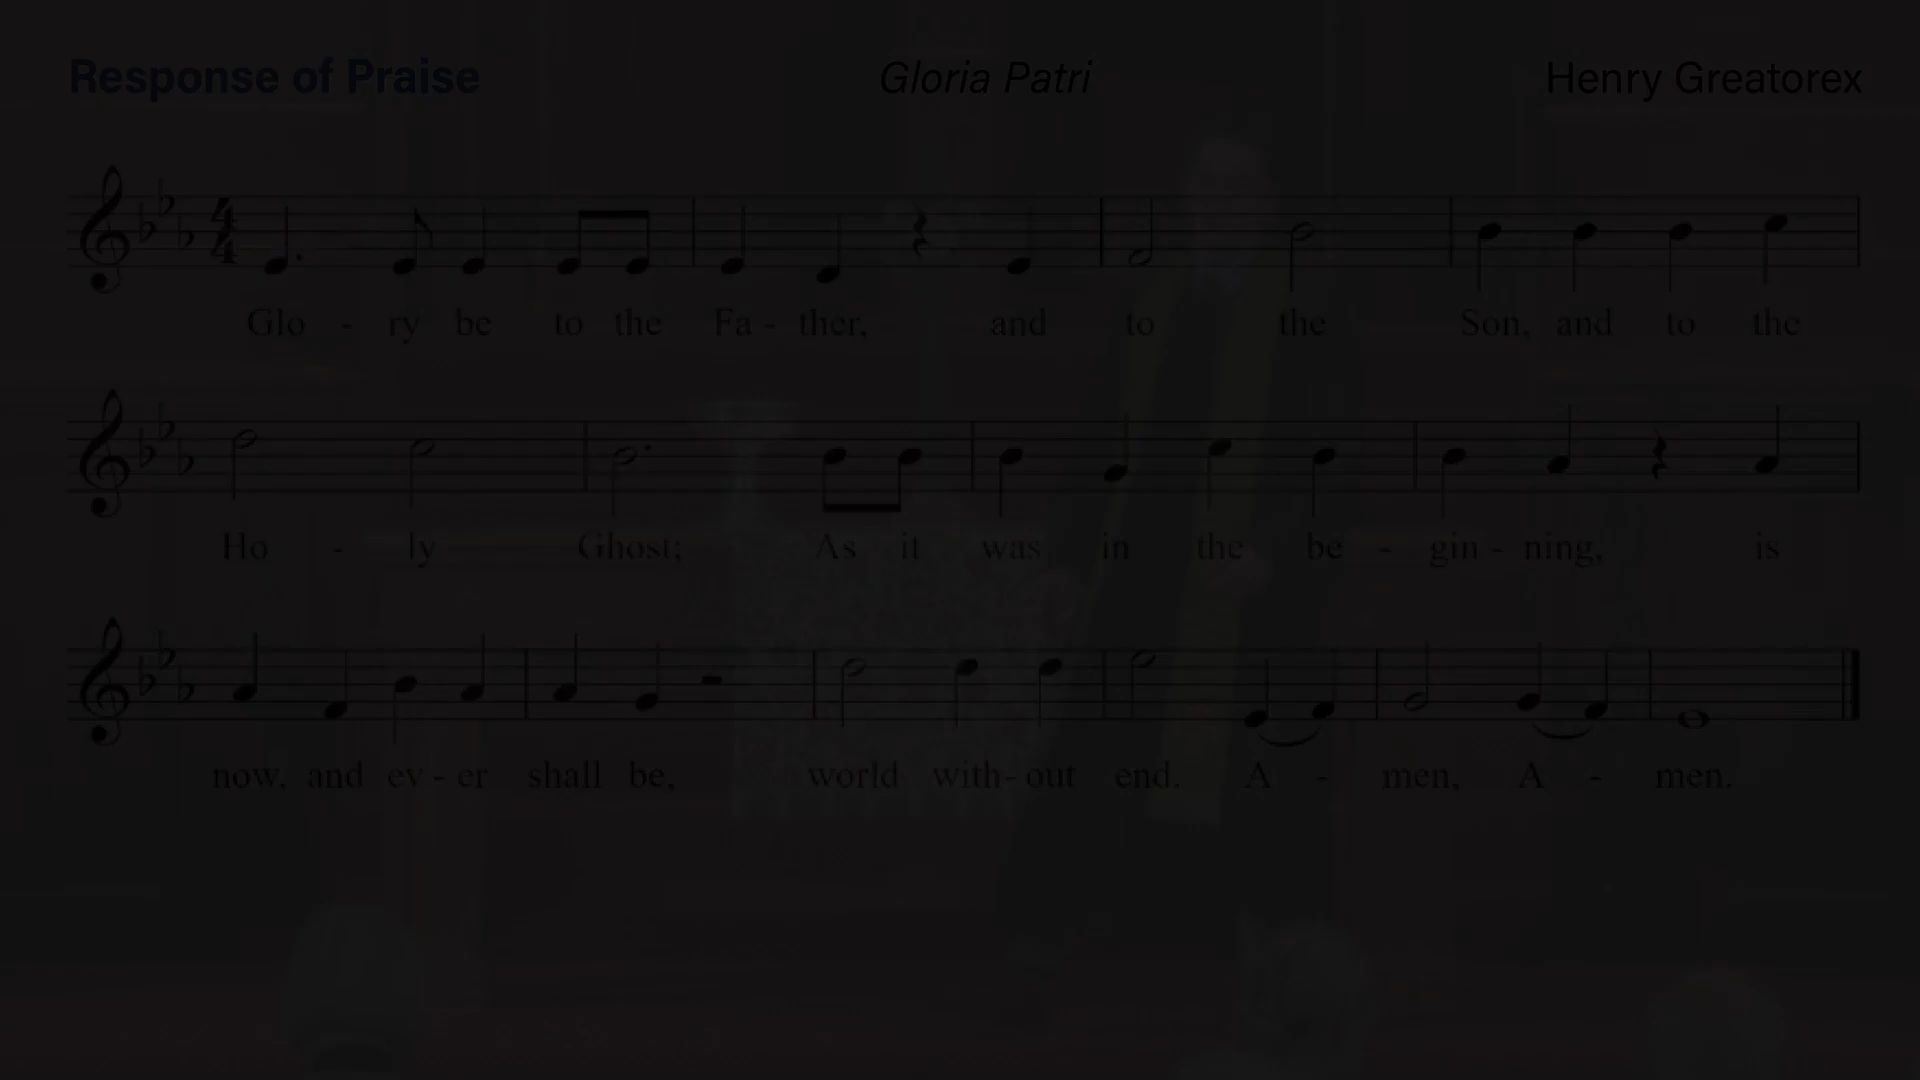 Response of Praise
Gloria Patri
Henry Greatorex
Glo - ry be to the Fa - ther, and to the Son, and to the
Ho - ly Ghost; As it was in the be - gin - ning, is
now, and ev - er shall be, world with - out end. A - men, A - men.